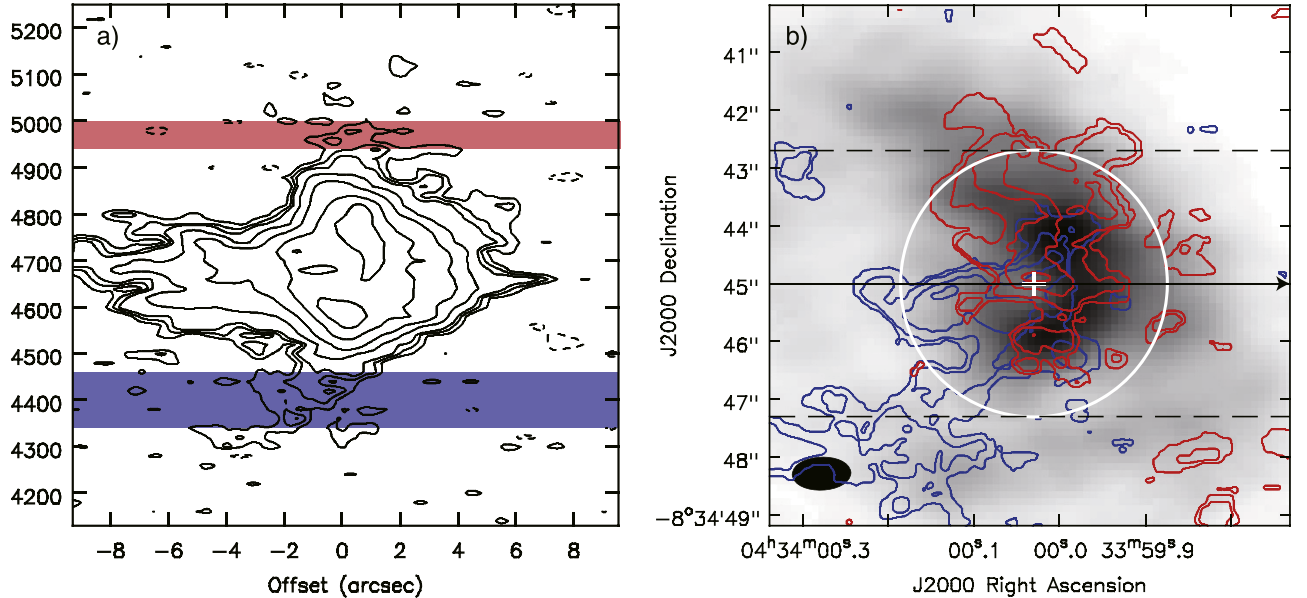 a)
5200
5100
5000
4900
4800
4700
4600
4500
4400
4300
4200
−8 −6 −4 −2 0 2 4 6 8
Offset (arcsec)
b)
41"
42"
43"
44"
45"
46"
47"
48"
−8°34'49"
J2000 Declination
04ʰ34ᵐ00ˢ.3 00ˢ.1 00ˢ.0 33ᵐ59ˢ.9
J2000 Right Ascension